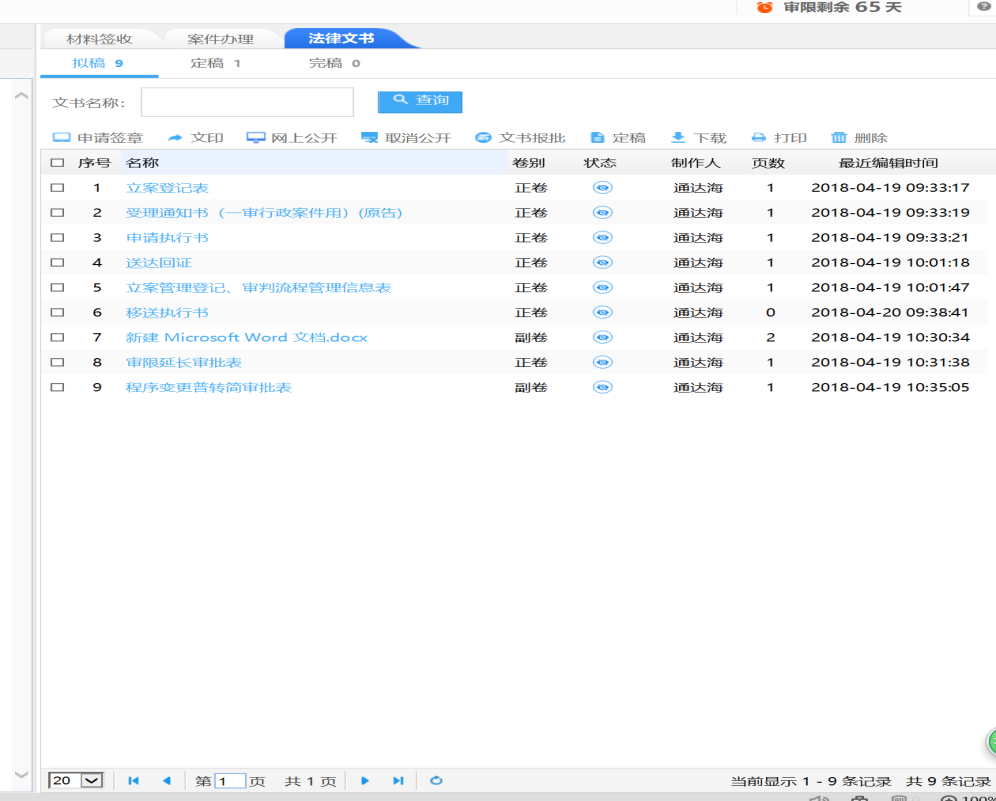 审限剩余 65 天
材料签收 案件办理 法律文书
拟稿 9 定稿 1 完稿 0
文书名称： 查询
申请签章 文印 网上公开 取消公开 文书报批 定稿 下载 打印 删除
序号 名称 卷别 状态 制作人 页数 最近编辑时间
1 立案登记表 正卷 通达海 1 2018-04-19 09:33:17
2 受理通知书（一审行政案件用）(原告) 正卷 通达海 1 2018-04-19 09:33:19
3 申请执行书 正卷 通达海 1 2018-04-19 09:33:21
4 送达回证 正卷 通达海 1 2018-04-19 10:01:18
5 立案管理登记、审判流程管理信息表 正卷 通达海 1 2018-04-19 10:01:47
6 移送执行书 正卷 通达海 0 2018-04-20 09:38:41
7 新建 Microsoft Word 文档.docx 副卷 通达海 2 2018-04-19 10:30:34
8 审限延长审批表 正卷 通达海 1 2018-04-19 10:31:38
9 程序变更普转简审批表 副卷 通达海 1 2018-04-19 10:35:05
20 第 1 页 共 1 页 当前显示 1 - 9 条记录 共 9 条记录